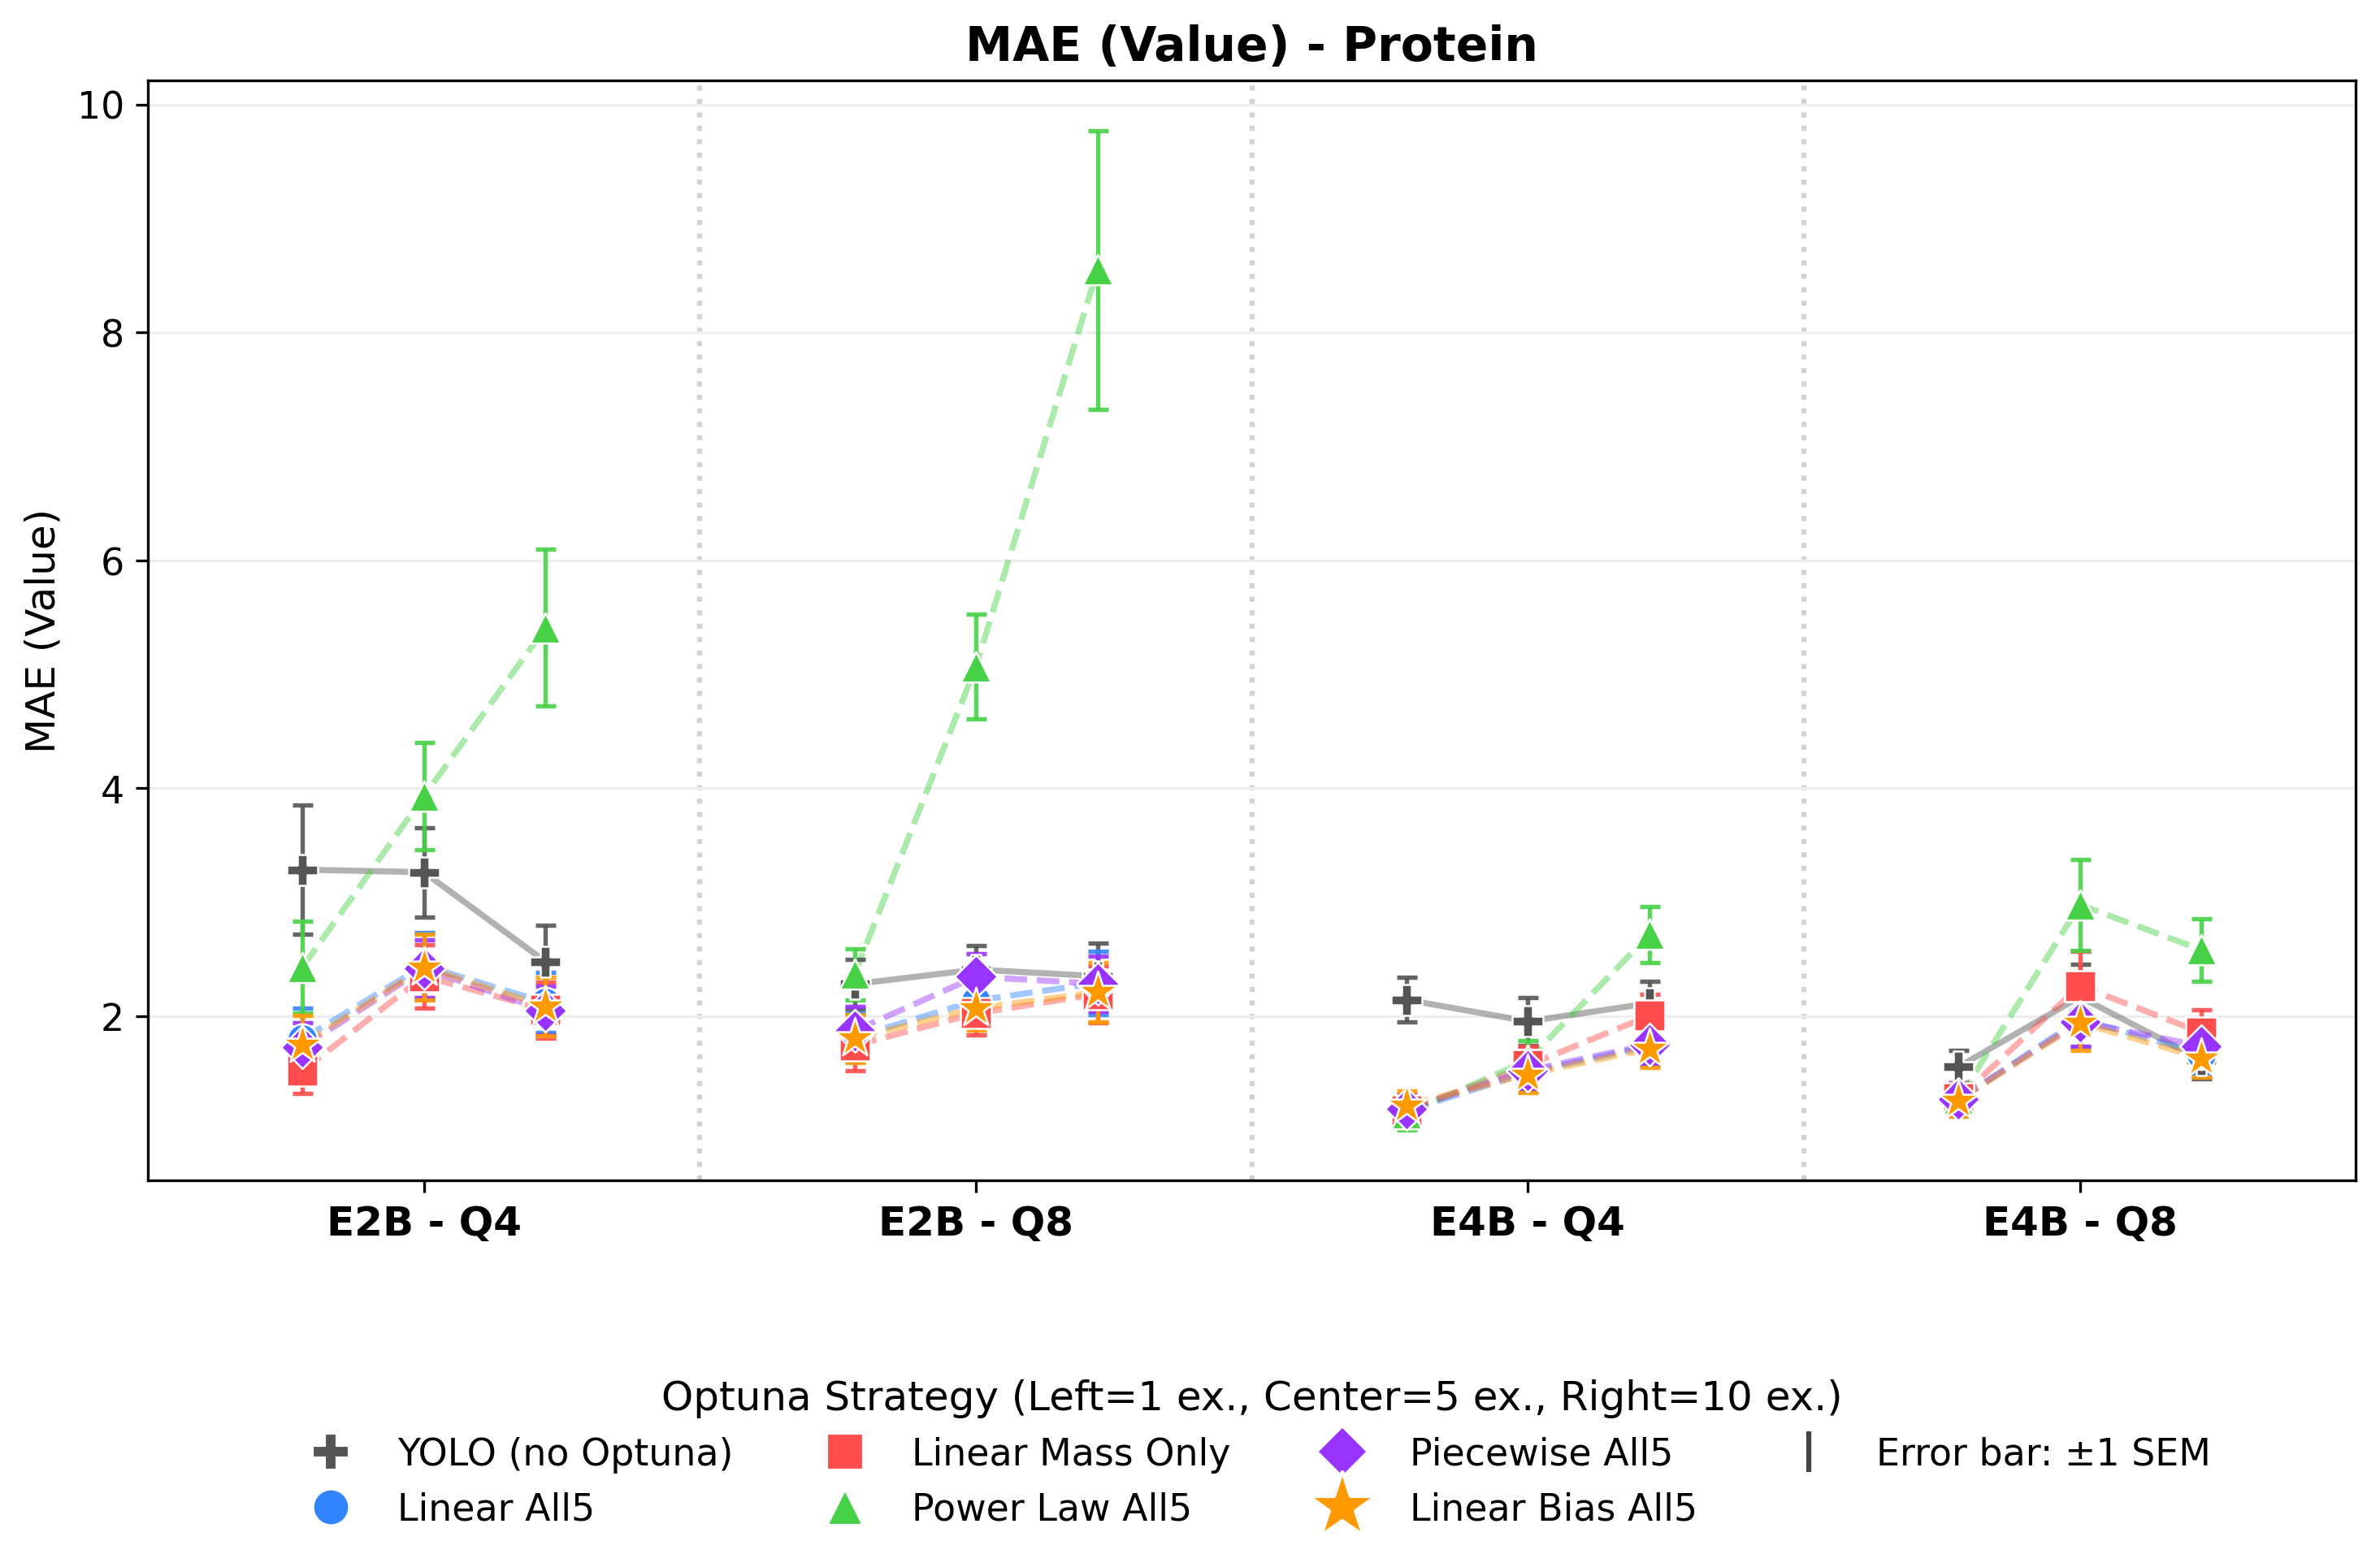 MAE (Value) - Protein
MAE (Value)
10
8
6
4
2
E2B - Q4
E2B - Q8
E4B - Q4
E4B - Q8
Optuna Strategy (Left=1 ex., Center=5 ex., Right=10 ex.)
YOLO (no Optuna)
Linear Mass Only
Piecewise All5
Error bar: ±1 SEM
Linear All5
Power Law All5
Linear Bias All5